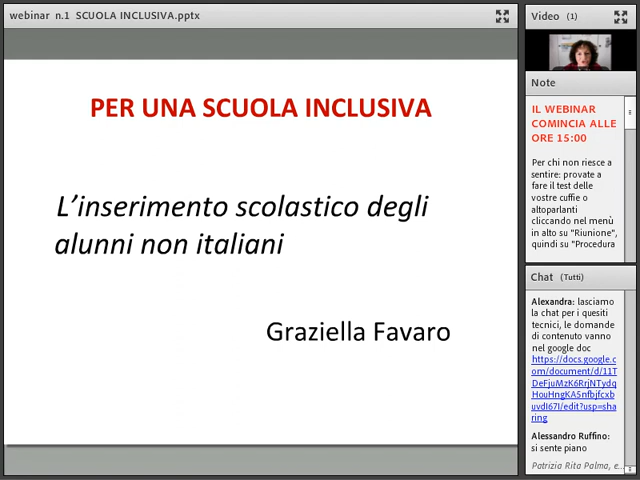 webinar n.1 SCUOLA INCLUSIVA.pptx
PER UNA SCUOLA INCLUSIVA
L'inserimento scolastico degli
alunni non italiani
Graziella Favaro
Video (1)
Note
IL WEBINAR
COMINCIA ALLE
ORE 15:00
Per chi non riesce a
sentire: provate a
fare il test delle
vostre cuffie o
altoparlanti
cliccando nel menù
in alto su "Riunione",
quindi su "Procedura
Chat (Tutti)
Alexandra: lasciamo
la chat per i quesiti
tecnici, le domande
di contenuto vanno
nel google doc
https://docs.google.c
om/document/d/11T
DeFjuMzK6RrjNTydq
HouHngKA5nfbjfcxb
uvdI67I/edit?usp=sha
ring
Alessandro Ruffino:
si sente piano
Patrizia Rita Palma, e...